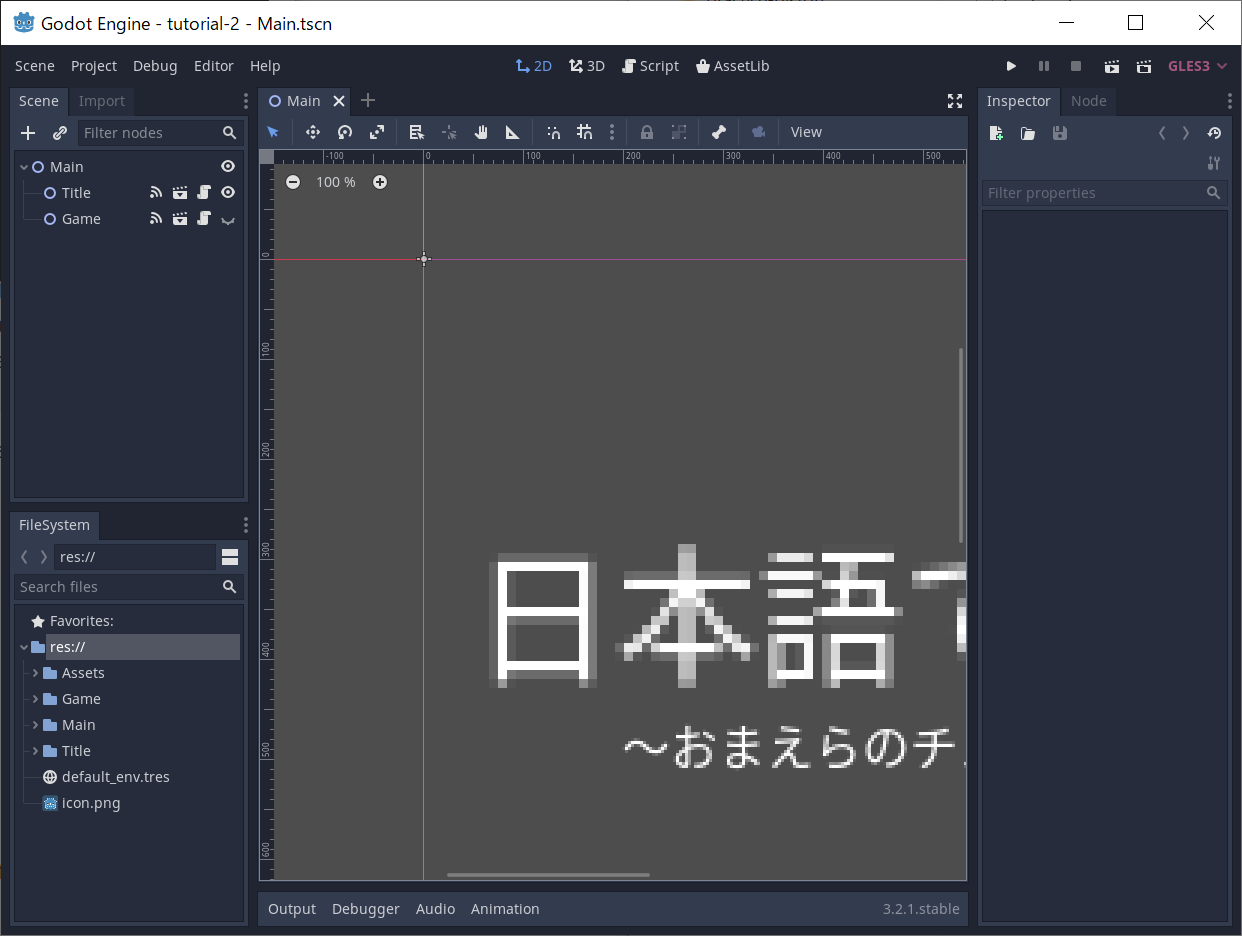 Godot Engine - tutorial-2 - Main.tscn
Scene Project Debug Editor Help 2D 3D Script AssetLib GLES3
Scene Import Main Inspector Node
Filter nodes View
-100 0 100 200 300 400 500
Main
100 %
Filter properties
Title
Game
0
100
200
300
400
500
600
日本語で
～おまえらのチ
FileSystem
res://
Search files
Favorites:
res://
Assets
Game
Main
Title
default_env.tres
icon.png
Output Debugger Audio Animation 3.2.1.stable